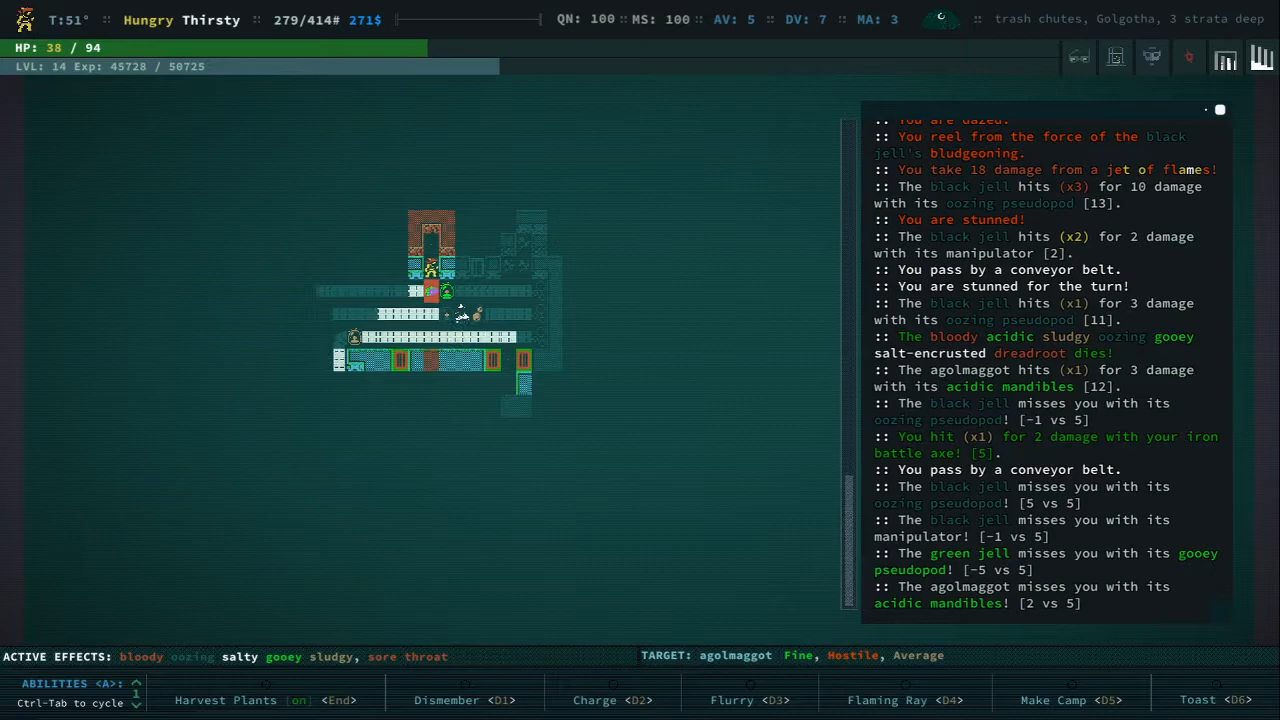 T:51° :: Hungry Thirsty :: 279/414# 271$ QN: 100 :: MS: 100 :: AV: 5 :: DV: 7 :: MA: 3 :: trash chutes, Golgotha, 3 strata deep
HP: 38 / 94
LVL: 14 Exp: 45728 / 50725
:: You are dazed.
:: You reel from the force of the black
jell's bludgeoning.
:: You take 18 damage from a jet of flames!
:: The black jell hits (x3) for 10 damage
with its oozing pseudopod [13].
:: You are stunned!
:: The black jell hits (x2) for 2 damage
with its manipulator [2].
:: You pass by a conveyor belt.
:: You are stunned for the turn!
:: The black jell hits (x1) for 3 damage
with its oozing pseudopod [11].
:: The bloody acidic sludgy oozing gooey
salt-encrusted dreadroot dies!
:: The agolmaggot hits (x1) for 3 damage
with its acidic mandibles [12].
:: The black jell misses you with its
oozing pseudopod! [-1 vs 5]
:: You hit (x1) for 2 damage with your iron
battle axe! [5].
:: You pass by a conveyor belt.
:: The black jell misses you with its
oozing pseudopod! [5 vs 5]
:: The black jell misses you with its
manipulator! [-1 vs 5]
:: The green jell misses you with its gooey
pseudopod! [-5 vs 5]
:: The agolmaggot misses you with its
acidic mandibles! [2 vs 5]
ACTIVE EFFECTS: bloody oozing salty gooey sludgy, sore throat TARGET: agolmaggot Fine, Hostile, Average
ABILITIES <A>: 1 Harvest Plants [on] <End> Dismember <D1> Charge <D2> Flurry <D3> Flaming Ray <D4> Make Camp <D5> Toast <D6>
Ctrl-Tab to cycle